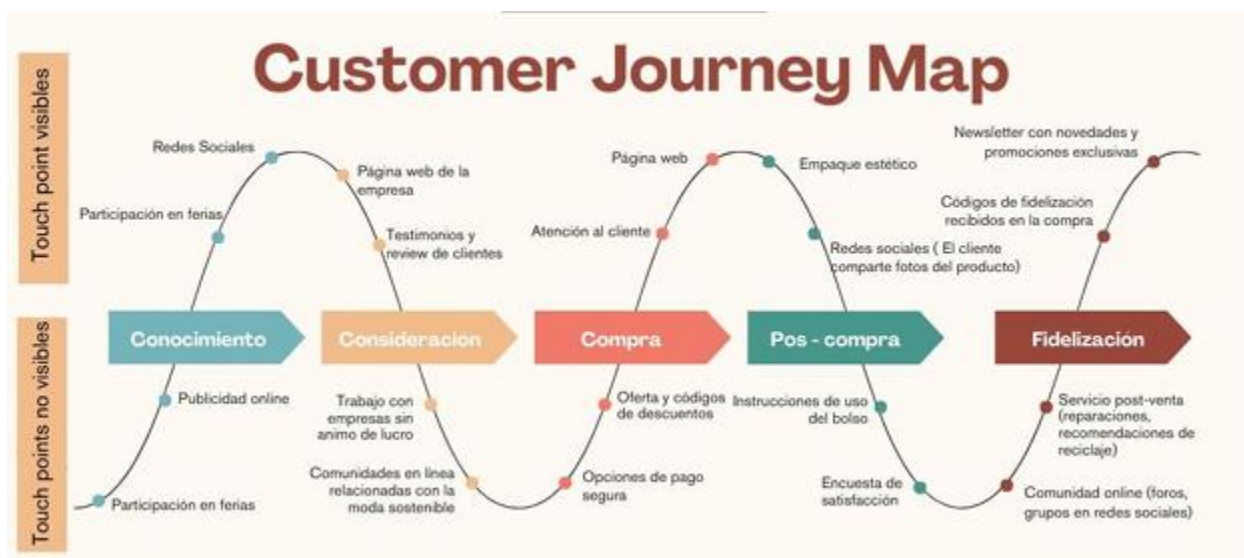 Customer Journey Map
Touch point visibles
Redes Sociales
Participación en ferias
Página web de la
empresa
Testimonios y
review de clientes
Página web
Atención al cliente
Empaque estético
Redes sociales ( El cliente
comparte fotos del producto)
Newsletter con novedades y
promociones exclusivas
Códigos de fidelización
recibidos en la compra
Conocimiento
Consideración
Compra
Pos - compra
Fidelización
Touch points no visibles
Publicidad online
Participación en ferias
Trabajo con
empresas sin
animo de lucro
Comunidades en línea
relacionadas con la
moda sostenible
Oferta y códigos
de descuentos
Opciones de pago
segura
Instrucciones de uso
del bolso
Encuesta de
satisfacción
Servicio post-venta
(reparaciones,
recomendaciones de
reciclaje)
Comunidad online (foros,
grupos en redes sociales)